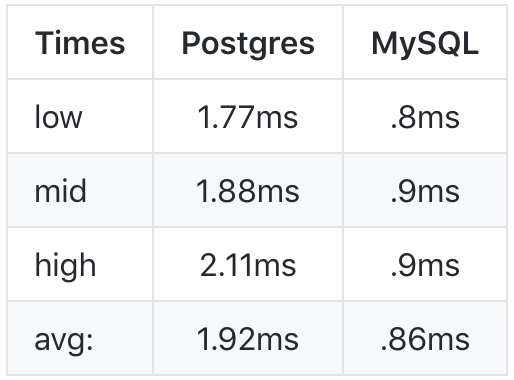 Times Postgres MySQL
low 1.77ms .8ms
mid 1.88ms .9ms
high 2.11ms .9ms
avg: 1.92ms .86ms